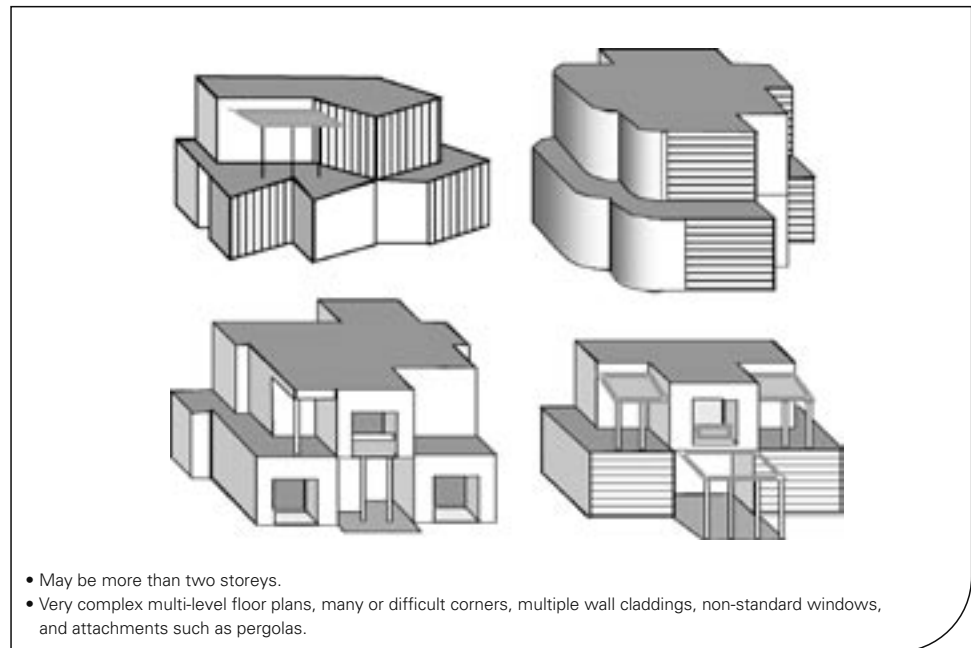 • May be more than two storeys.
• Very complex multi-level floor plans, many or difficult corners, multiple wall claddings, non-standard windows,
and attachments such as pergolas.